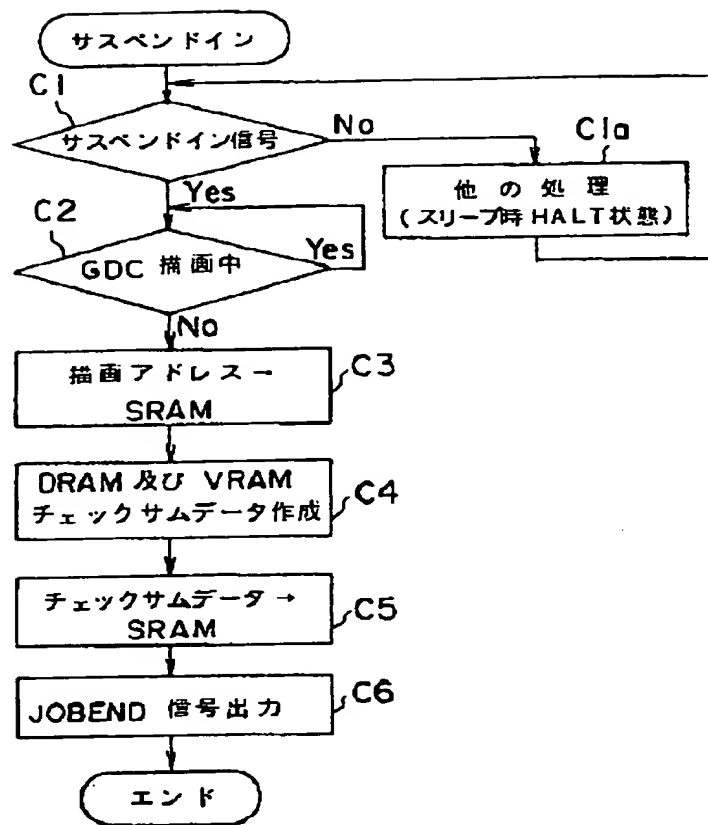 サスペンドイン
C1
サスペンドイン信号
No
C1a
他の処理
(スリープ時HALT状態)
Yes
C2
GDC 描画中
Yes
No
描画アドレス→
SRAM
C3
DRAM 及び VRAM
チェックサムデータ作成
C4
チェックサムデータ→
SRAM
C5
JOBEND 信号出力
C6
エンド